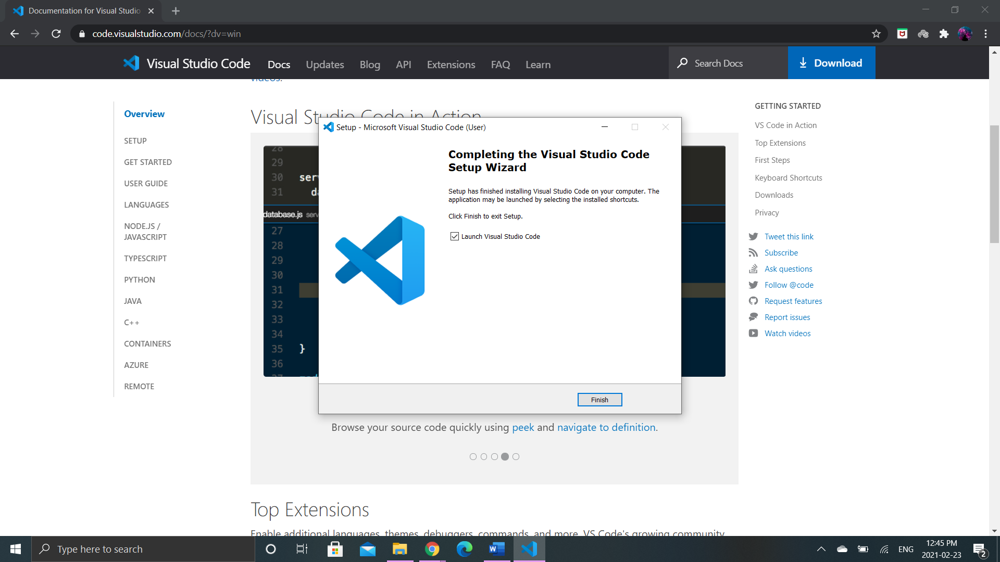 Documentation for Visual Studio
code.visualstudio.com/docs/?dv=win
Visual Studio Code
Docs
Updates
Blog
API
Extensions
FAQ
Learn
Search Docs
Download
videos.
Overview
SETUP
GET STARTED
USER GUIDE
LANGUAGES
NODE.JS /
JAVASCRIPT
TYPESCRIPT
PYTHON
JAVA
C++
CONTAINERS
AZURE
REMOTE
Visual Studio Code in Action
28
29
30 serv
31 da
database.js serv
27
28
29
30
31
32
33
34
35 }
36
37
Setup - Microsoft Visual Studio Code (User)
Completing the Visual Studio Code
Setup Wizard
Setup has finished installing Visual Studio Code on your computer. The
application may be launched by selecting the installed shortcuts.
Click Finish to exit Setup.
Launch Visual Studio Code
Finish
Browse your source code quickly using peek and navigate to definition.
Top Extensions
Enable additional languages, themes, debuggers, commands, and more. VS Code's growing community
GETTING STARTED
VS Code in Action
Top Extensions
First Steps
Keyboard Shortcuts
Downloads
Privacy
Tweet this link
Subscribe
Ask questions
Follow @code
Request features
Report issues
Watch videos
Type here to search
ENG
12:45 PM
2021-02-23
2